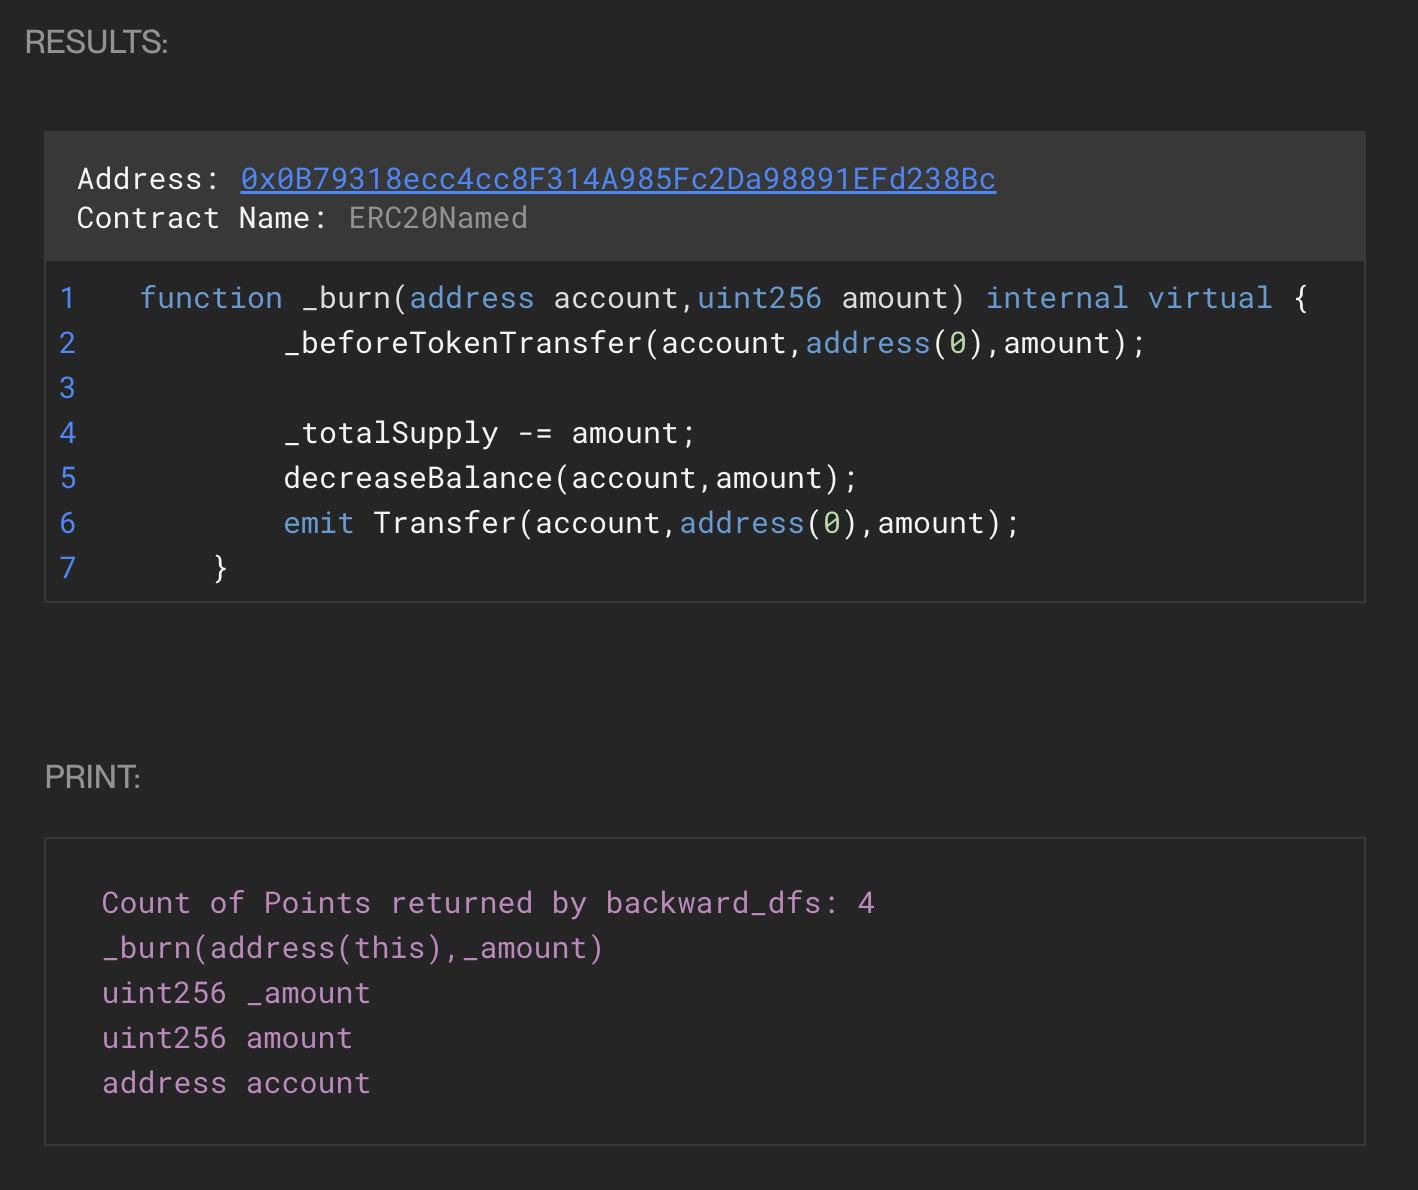 RESULTS:
Address: 0x0B79318ecc4cc8F314A985Fc2Da98891EFd238Bc
Contract Name: ERC20Named
1 function _burn(address account,uint256 amount) internal virtual {
2 _beforeTokenTransfer(account,address(0),amount);
3
4 _totalSupply -= amount;
5 decreaseBalance(account,amount);
6 emit Transfer(account,address(0),amount);
7 }
PRINT:
Count of Points returned by backward_dfs: 4
_burn(address(this),_amount)
uint256 _amount
uint256 amount
address account